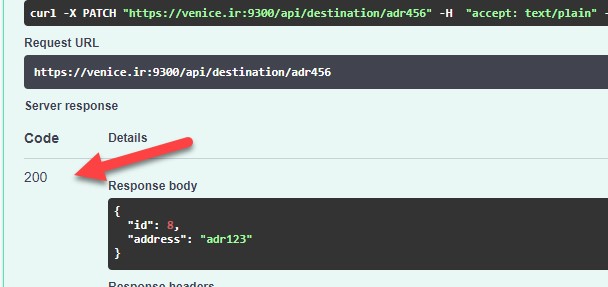 curl -X PATCH "https://venice.ir:9300/api/destination/adr456" -H  "accept: text/plain" -
Request URL
https://venice.ir:9300/api/destination/adr456
Server response
Code Details
200
Response body
{
  "id": 8,
  "address": "adr123"
}
Response headers